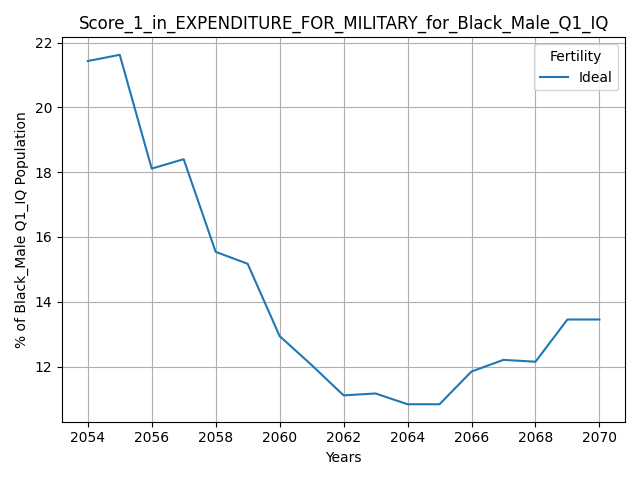 Score_1_in_EXPENDITURE_FOR_MILITARY_for_Black_Male_Q1_IQ
Fertility
Ideal
% of Black_Male Q1_IQ Population
22
20
18
16
14
12
2054 2056 2058 2060 2062 2064 2066 2068 2070
Years